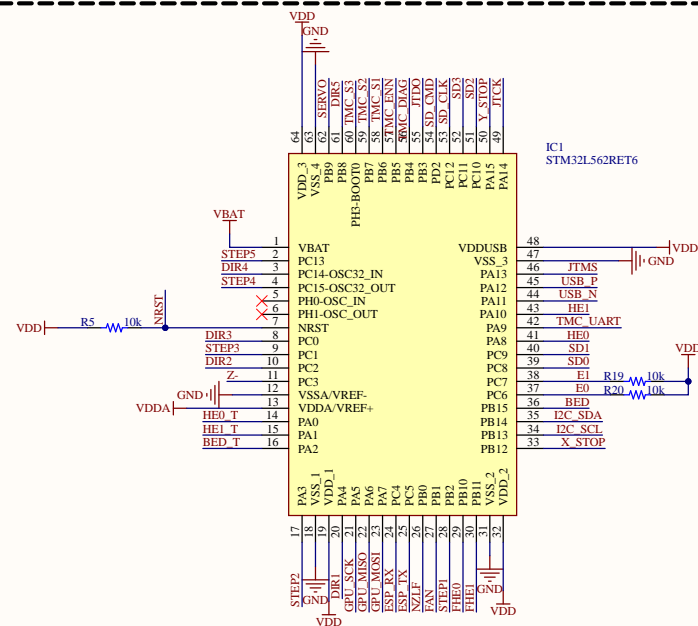 VDD
GND
SERVO
DIR5
TMC_S3
TMC_S2
TMC_S1
TMC_ENN
TMC_DIAG
JTDO
SD_CMD
SD_CLK
SD3
SD2
Y_STOP
JTCK
64
63
62
61
60
59
58
57
56
55
54
53
52
51
50
49
IC1
STM32L562RET6
VDD_3
VSS_4
PB9
PB8
PH3-BOOT0
PB7
PB6
PB5
PB4
PB3
PD2
PC12
PC11
PC10
PA15
PA14
VBAT
1 VBAT
STEP5 2 PC13
DIR4 3 PC14-OSC32_IN
STEP4 4 PC15-OSC32_OUT
5 PH0-OSC_IN
6 PH1-OSC_OUT
NRST
VDD R5 10k 7 NRST
DIR3 8 PC0
STEP3 9 PC1
DIR2 10 PC2
Z- 11 PC3
GND 12 VSSA/VREF-
VDDA 13 VDDA/VREF+
HE0_T 14 PA0
HE1_T 15 PA1
BED_T 16 PA2
VDDUSB 48 VDD
VSS_3 47 GND
PA13 46 JTMS
PA12 45 USB_P
PA11 44 USB_N
PA10 43 HE1
PA9 42 TMC_UART
PA8 41 HE0
PC9 40 SD1
PC8 39 SD0
VDD
PC7 38 E1 R19 10k
PC6 37 E0 R20 10k
PB15 36 BED
PB14 35 I2C_SDA
PB13 34 I2C_SCL
PB12 33 X_STOP
PA3
VSS_1
VDD_1
PA4
PA5
PA6
PA7
PC4
PC5
PB0
PB1
PB2
PB10
PB11
VSS_2
VDD_2
17
18
19
20
21
22
23
24
25
26
27
28
29
30
31
32
STEP2
GND
VDD
DIR1
GPU_SCK
GPU_MISO
GPU_MOSI
ESP_RX
ESP_TX
NZLF
FAN
STEP1
FHE0
FHE1
GND
VDD